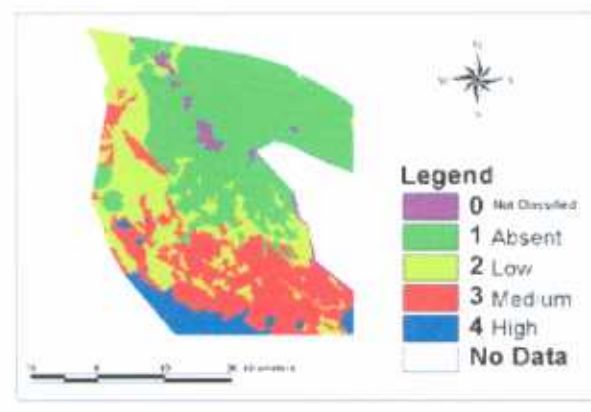 N
Legend
0 Not Classified
1 Absent
2 Low
3 Medium
4 High
No Data